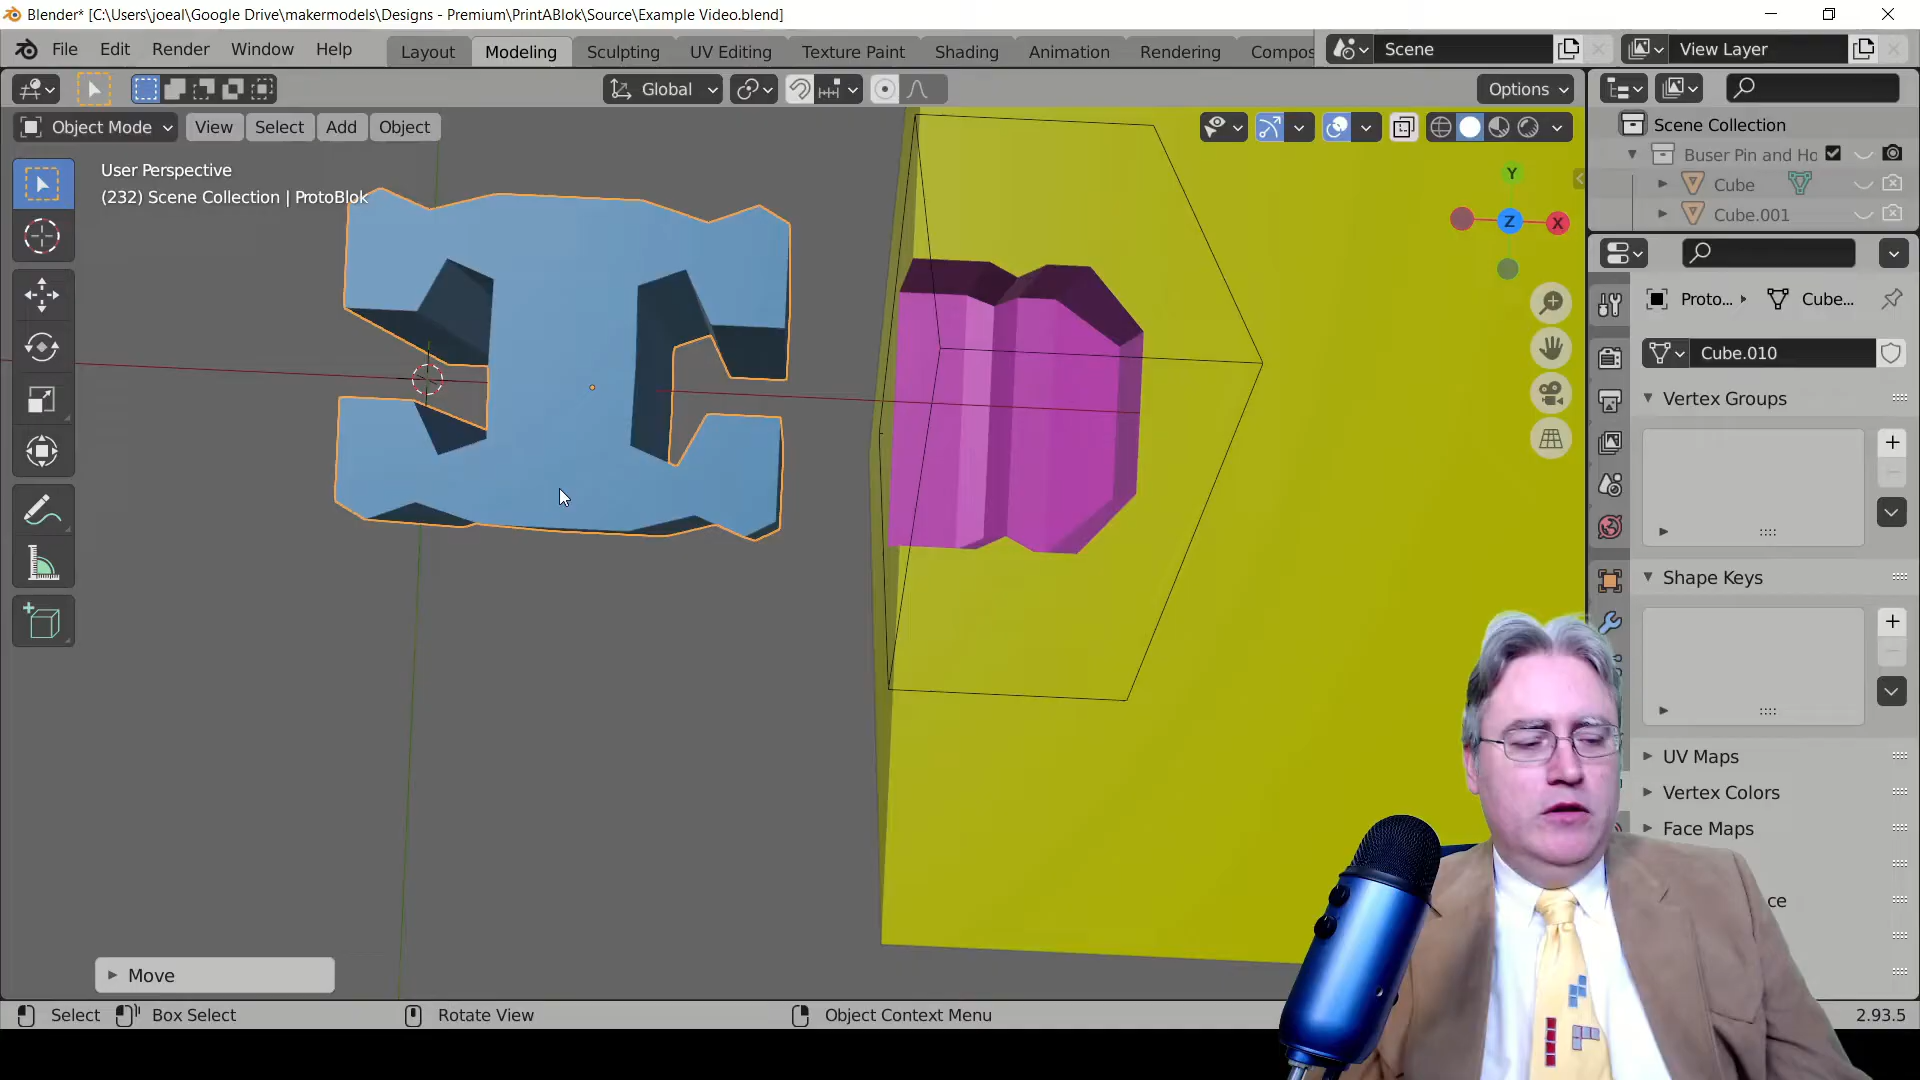 Blender* [C:\Users\joeal\Google Drive\makermodels\Designs - Premium\PrintABlok\Source\Example Video.blend]
File Edit Render Window Help Layout Modeling Sculpting UV Editing Texture Paint Shading Animation Rendering Compos Scene View Layer
Global Options
Object Mode View Select Add Object
User Perspective
(232) Scene Collection | ProtoBlok
Y
Z
X
Scene Collection
Buser Pin and Ho
Cube
Cube.001
Proto... Cube...
Cube.010
Vertex Groups
Shape Keys
UV Maps
Vertex Colors
Face Maps
ce
Move
Select Box Select Rotate View Object Context Menu 2.93.5